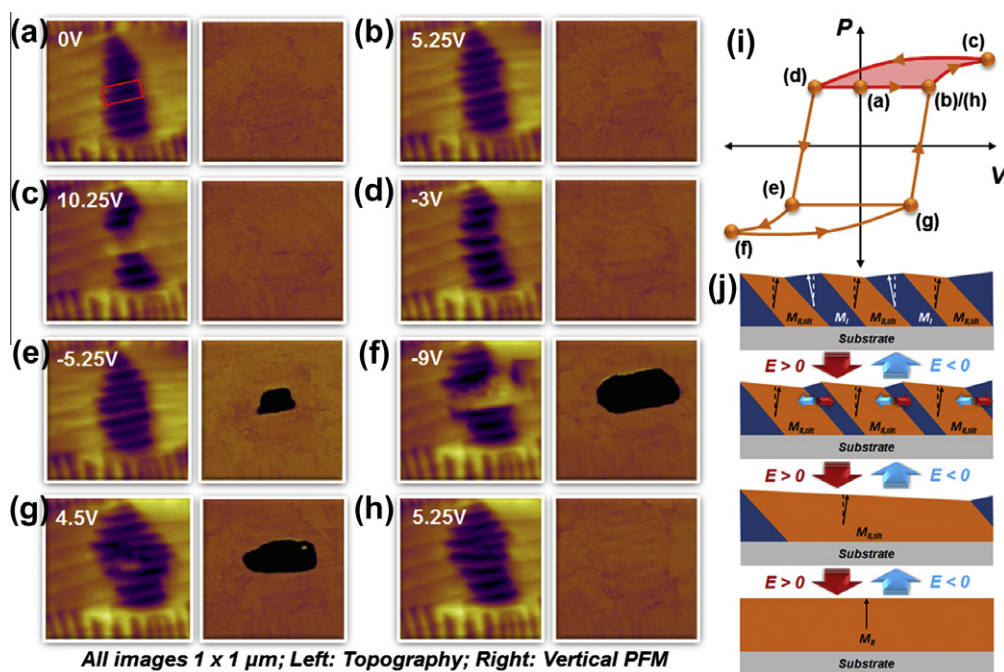 (a) 0V
(b) 5.25V
(c) 10.25V
(d) -3V
(e) -5.25V
(f) -9V
(g) 4.5V
(h) 5.25V
All images 1 x 1 μm; Left: Topography; Right: Vertical PFM
(i)
P
(c)
(d)
(a)
(b)/(h)
V
(e)
(g)
(f)
(j)
M_II,tilt M_I M_II,tilt M_I M_II,tilt
Substrate
E > 0 E < 0
M_II,tilt M_II,tilt
Substrate
E > 0 E < 0
M_II,tilt
Substrate
E > 0 E < 0
M_II
Substrate